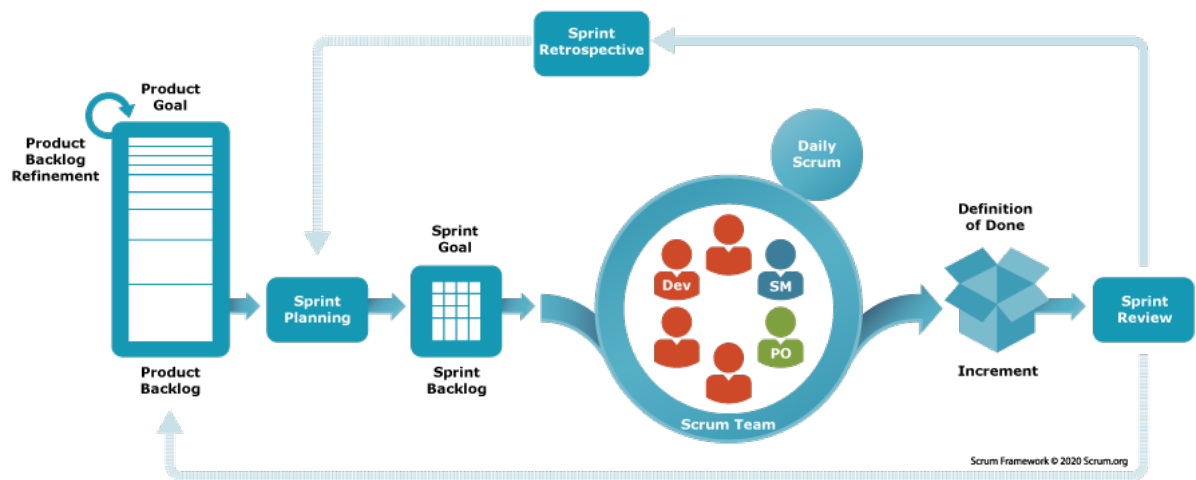 Sprint
Retrospective
Product
Goal
Product
Backlog
Refinement
Daily
Scrum
Definition
of Done
Sprint
Goal
Dev
SM
Sprint
Planning
Sprint
Review
PO
Product
Backlog
Sprint
Backlog
Increment
Scrum Team
Scrum Framework © 2020 Scrum.org